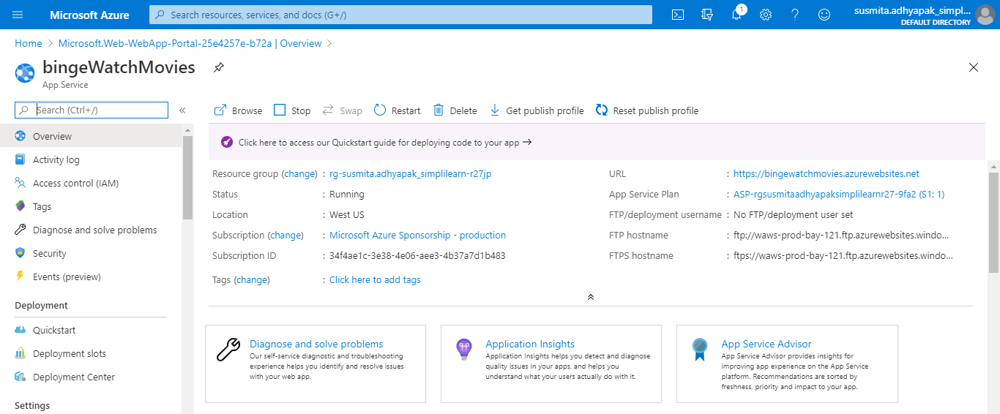 Microsoft Azure
Search resources, services, and docs (G+/)
1
susmita.adhyapak_simpl...
DEFAULT DIRECTORY
Home > Microsoft.Web-WebApp-Portal-25e4257e-b72a | Overview >
bingeWatchMovies
App Service
Search (Ctrl+/)
«
Browse
Stop
Swap
Restart
Delete
Get publish profile
Reset publish profile
Overview
Activity log
Access control (IAM)
Tags
Diagnose and solve problems
Security
Events (preview)
Deployment
Quickstart
Deployment slots
Deployment Center
Settings
Click here to access our Quickstart guide for deploying code to your app →
Resource group (change) : rg-susmita.adhyapak_simplilearn-r27jp
Status : Running
Location : West US
Subscription (change) : Microsoft Azure Sponsorship - production
Subscription ID : 34f4ae1c-3e38-4e06-aee3-4b37a7d1b483
Tags (change) : Click here to add tags
URL : https://bingewatchmovies.azurewebsites.net
App Service Plan : ASP-rgsusmitaadhyapaksimplilearnr27-9fa2 (S1: 1)
FTP/deployment username : No FTP/deployment user set
FTP hostname : ftp://waws-prod-bay-121.ftp.azurewebsites.windo...
FTPS hostname : ftps://waws-prod-bay-121.ftp.azurewebsites.windo...
Diagnose and solve problems
Our self-service diagnostic and troubleshooting
experience helps you identify and resolve issues
with your web app.
Application Insights
Application Insights helps you detect and diagnose
quality issues in your apps, and helps you
understand what your users actually do with it.
App Service Advisor
App Service Advisor provides insights for
improving app experience on the App Service
platform. Recommendations are sorted by
freshness, priority and impact to your app.